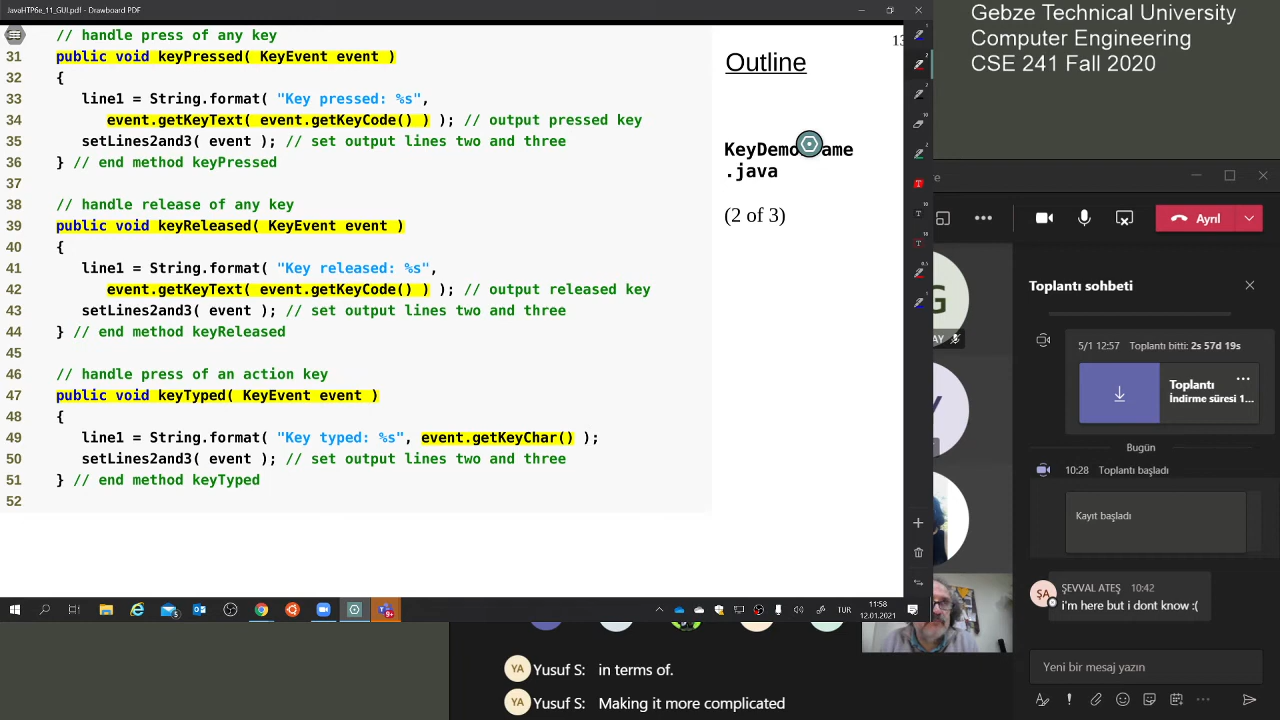 JavaHTP6e_11_GUI.pdf - Drawboard PDF
// handle press of any key
31 public void keyPressed( KeyEvent event )
32 {
33 line1 = String.format( "Key pressed: %s",
34 event.getKeyText( event.getKeyCode() ) ); // output pressed key
35 setLines2and3( event ); // set output lines two and three
36 } // end method keyPressed
37
38 // handle release of any key
39 public void keyReleased( KeyEvent event )
40 {
41 line1 = String.format( "Key released: %s",
42 event.getKeyText( event.getKeyCode() ) ); // output released key
43 setLines2and3( event ); // set output lines two and three
44 } // end method keyReleased
45
46 // handle press of an action key
47 public void keyTyped( KeyEvent event )
48 {
49 line1 = String.format( "Key typed: %s", event.getKeyChar() );
50 setLines2and3( event ); // set output lines two and three
51 } // end method keyTyped
52
13
Outline
.java
(2 of 3)
Gebze Technical University
Computer Engineering
CSE 241 Fall 2020
Ayrıl
Toplantı sohbeti
5/1 12:57 Toplantı bitti: 2s 57d 19s
Toplantı
İndirme süresi 1...
Bugün
10:28 Toplantı başladı
Kayıt başladı
ŞA ŞEVVAL ATEŞ 10:42
i'm here but i dont know :(
Yeni bir mesaj yazın
G
AY
TUR
11:58
12.01.2021
YA Yusuf S: in terms of.
YA Yusuf S: Making it more complicated